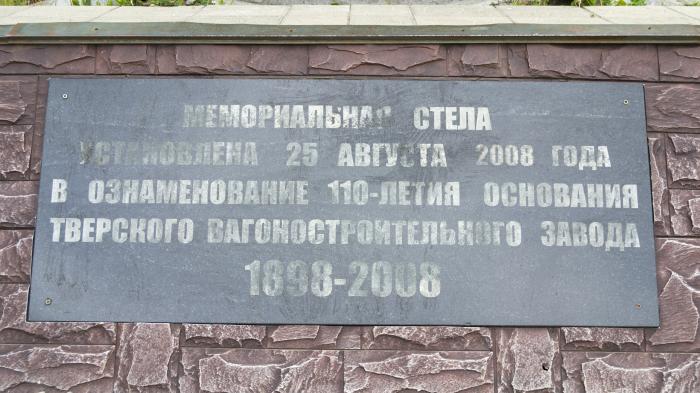 МЕМОРИАЛЬНАЯ СТЕЛА
УСТАНОВЛЕНА 25 АВГУСТА 2008 ГОДА
В ОЗНАМЕНОВАНИЕ 110-ЛЕТИЯ ОСНОВАНИЯ
ТВЕРСКОГО ВАГОНОСТРОИТЕЛЬНОГО ЗАВОДА
1898-2008